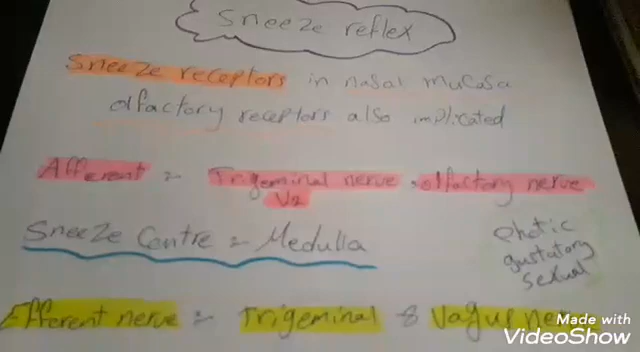 Sneeze reflex
Sneeze receptors in nasal mucosa
olfactory receptors also implicated
Afferent :- Trigeminal nerve, olfactory nerve
V2
Sneeze Centre :- Medulla
photic
gustatory
sexual
Efferent nerve :- Trigeminal & Vagus nerve
Made with
VideoShow